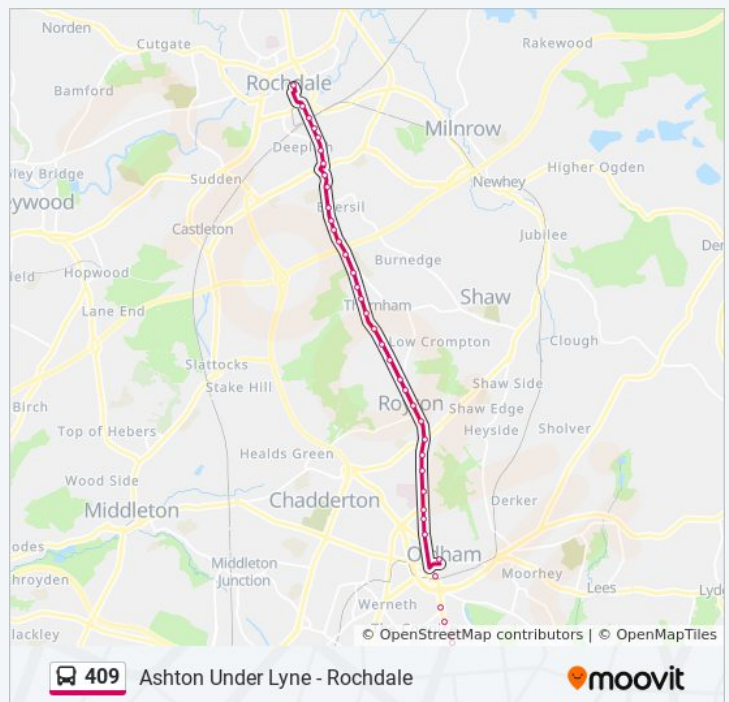 Norden
Cutgate
Rakewood
Rochdale
Bamford
Milnrow
Deeplish
Higher Ogden
ley Bridge
Sudden
Newhey
eywood
Castleton
Jubilee
Burnedge
Hopwood
ield
Shaw
Lane End
Low Crompton
Clough
Slattocks
Stake Hill
Shaw Side
Birch
Royton
Shaw Edge
Top of Hebers
Heyside
Sholver
Healds Green
Wood Side
Chadderton
Derker
Middleton
odes
Oldham
Middleton
Junction
Moorhey
Lees
hroyden
Werneth
Lyd
lackley
© OpenStreetMap contributors | © OpenMapTiles
409 Ashton Under Lyne - Rochdale
moovit